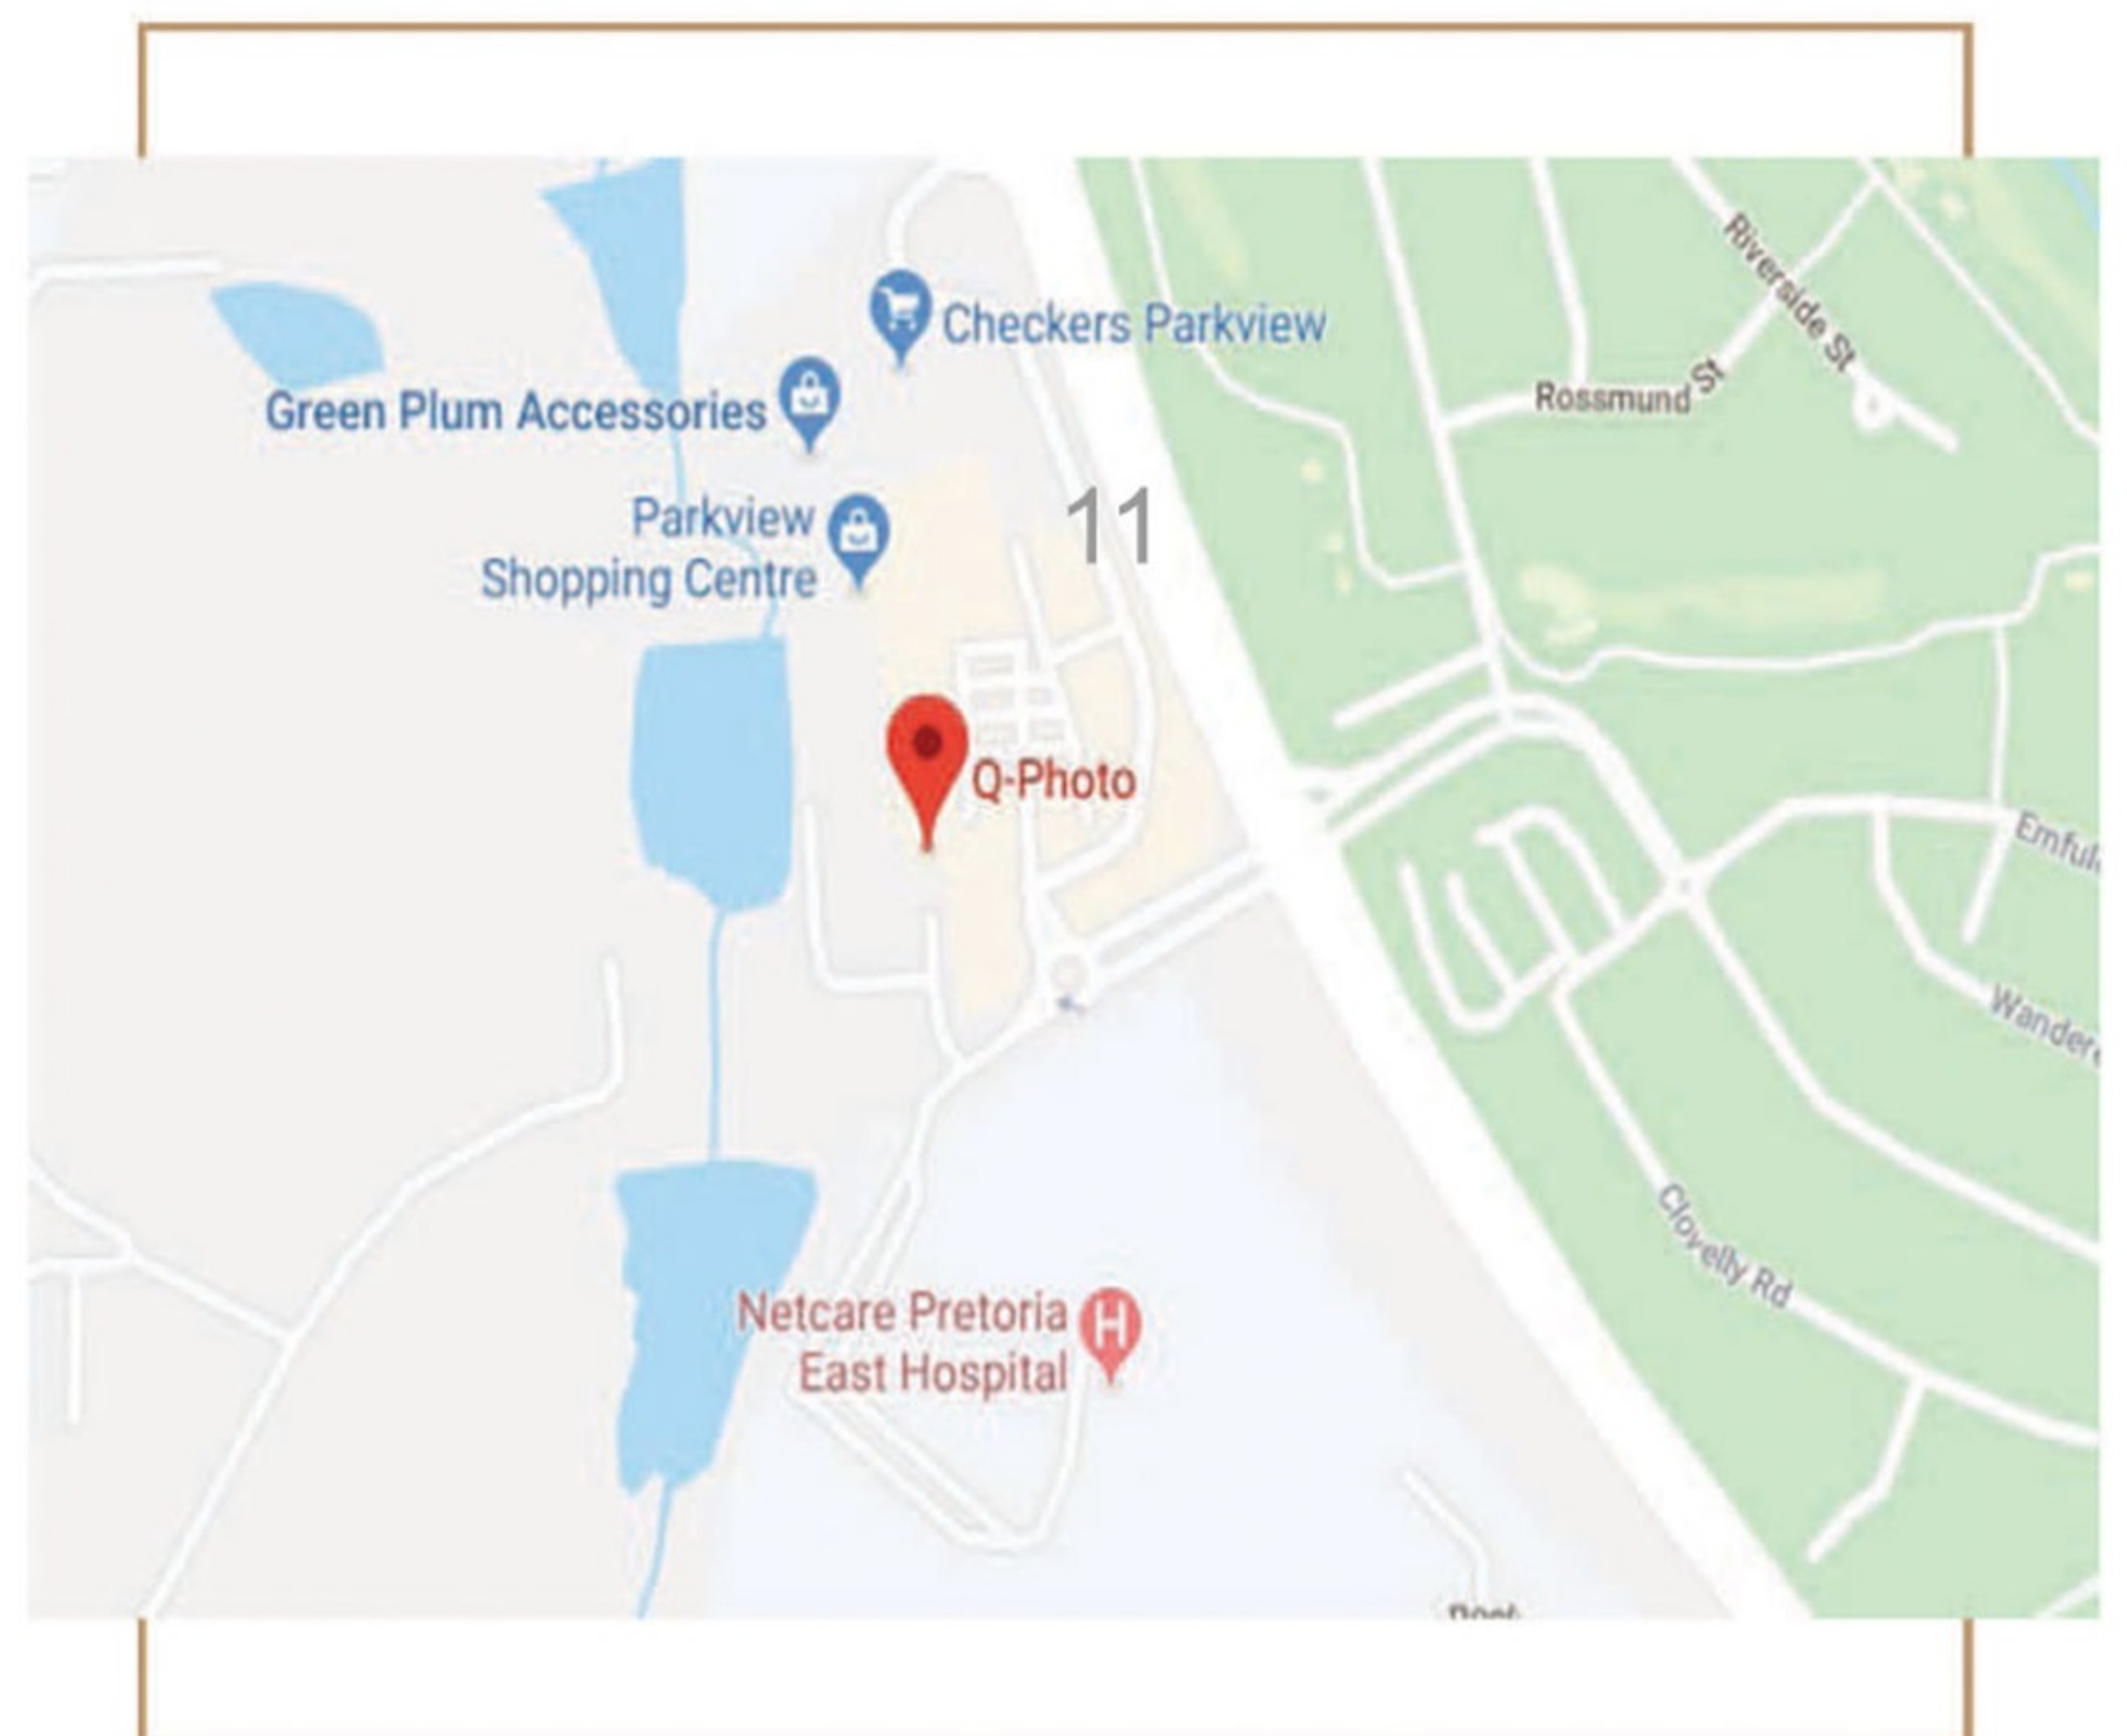 Riverside St
Checkers Parkview
Green Plum Accessories
Rossmund St
Parkview
Shopping Centre
11
Q-Photo
Clovelly Rd
Netcare Pretoria
East Hospital
H